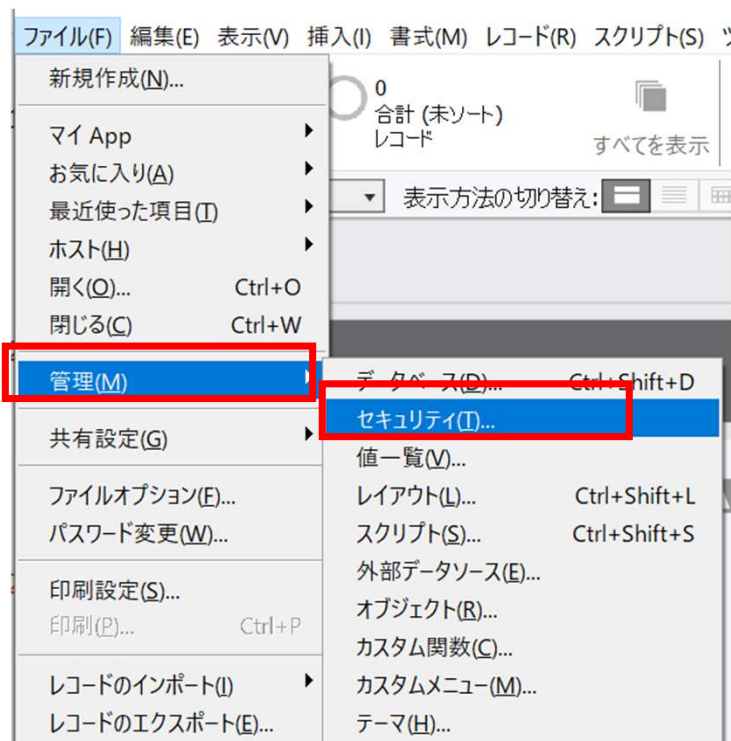 ファイル(F) 編集(E) 表示(V) 挿入(I) 書式(M) レコード(R) スクリプト(S)
新規作成(N)...
0
合計 (未ソート)
レコード
すべてを表示
マイ App
お気に入り(A)
最近使った項目(T)
表示方法の切り替え:
ホスト(H)
開く(O)... Ctrl+O
閉じる(C) Ctrl+W
管理(M)
データベース(D)... Ctrl+Shift+D
セキュリティ(T)...
共有設定(G)
値一覧(V)...
ファイルオプション(F)...
レイアウト(L)... Ctrl+Shift+L
パスワード変更(W)...
スクリプト(S)... Ctrl+Shift+S
外部データソース(E)...
印刷設定(S)...
オブジェクト(R)...
印刷(P)... Ctrl+P
カスタム関数(C)...
レコードのインポート(I)
カスタムメニュー(M)...
レコードのエクスポート(E)...
テーマ(H)...